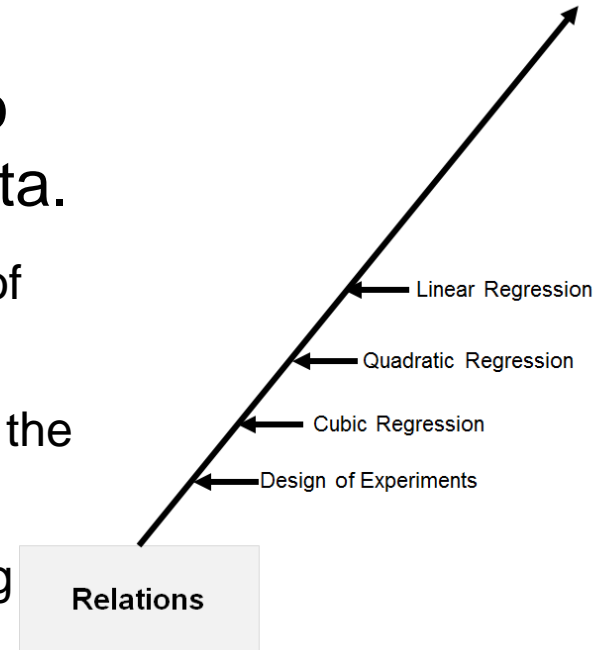 ta.
of
the
g
Linear Regression
Quadratic Regression
Cubic Regression
Design of Experiments
Relations